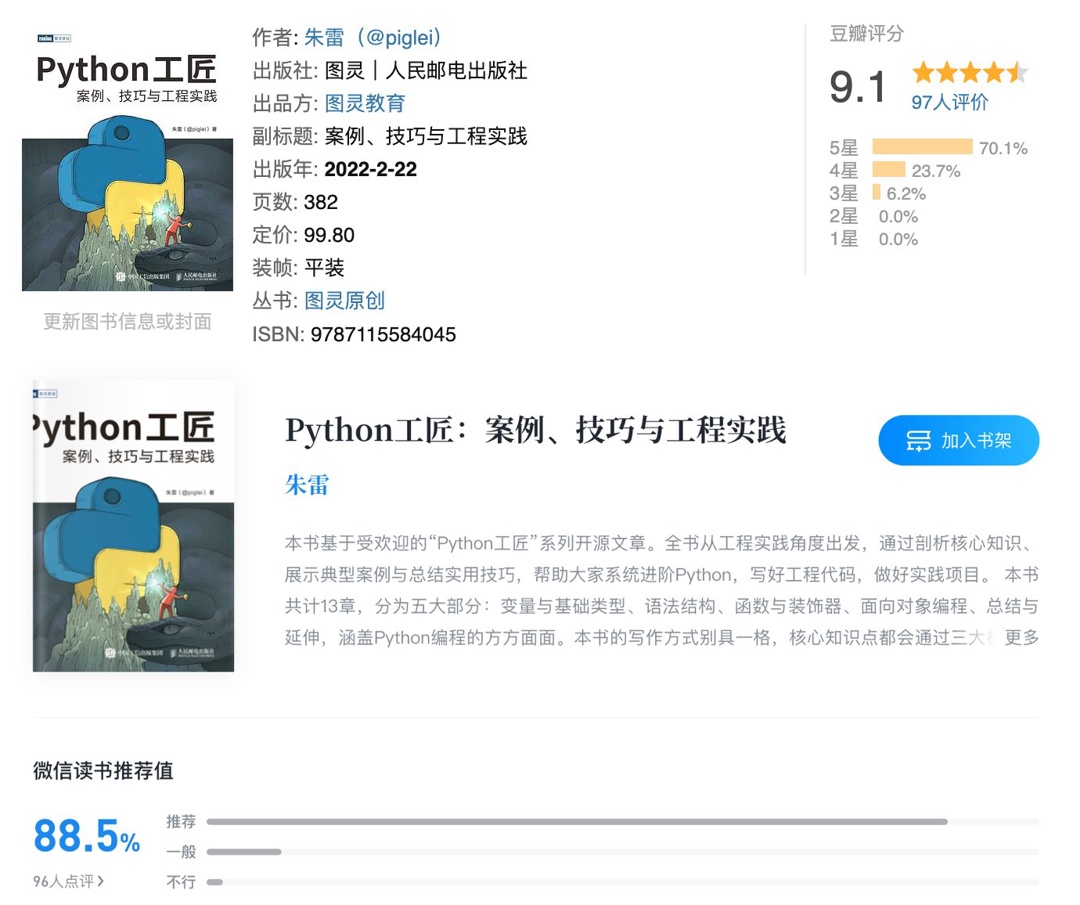 Python工匠
案例、技巧与工程实践
朱雷（@piglei）著
中国工信出版集团
人民邮电出版社
更新图书信息或封面
作者: 朱雷（@piglei）
出版社: 图灵｜人民邮电出版社
出品方: 图灵教育
副标题: 案例、技巧与工程实践
出版年: 2022-2-22
页数: 382
定价: 99.80
装帧: 平装
丛书: 图灵原创
ISBN: 9787115584045
豆瓣评分
9.1
97人评价
5星 70.1%
4星 23.7%
3星 6.2%
2星 0.0%
1星 0.0%
Python工匠
案例、技巧与工程实践
朱雷（@piglei）著
中国工信出版集团
人民邮电出版社
Python工匠：案例、技巧与工程实践
加入书架
朱雷
本书基于受欢迎的“Python工匠”系列开源文章。全书从工程实践角度出发，通过剖析核心知识、
展示典型案例与总结实用技巧，帮助大家系统进阶Python，写好工程代码，做好实践项目。 本书
共计13章，分为五大部分：变量与基础类型、语法结构、函数与装饰器、面向对象编程、总结与
延伸，涵盖Python编程的方方面面。本书的写作方式别具一格，核心知识点都会通过三大 更多
微信读书推荐值
88.5%
96人点评
推荐
一般
不行